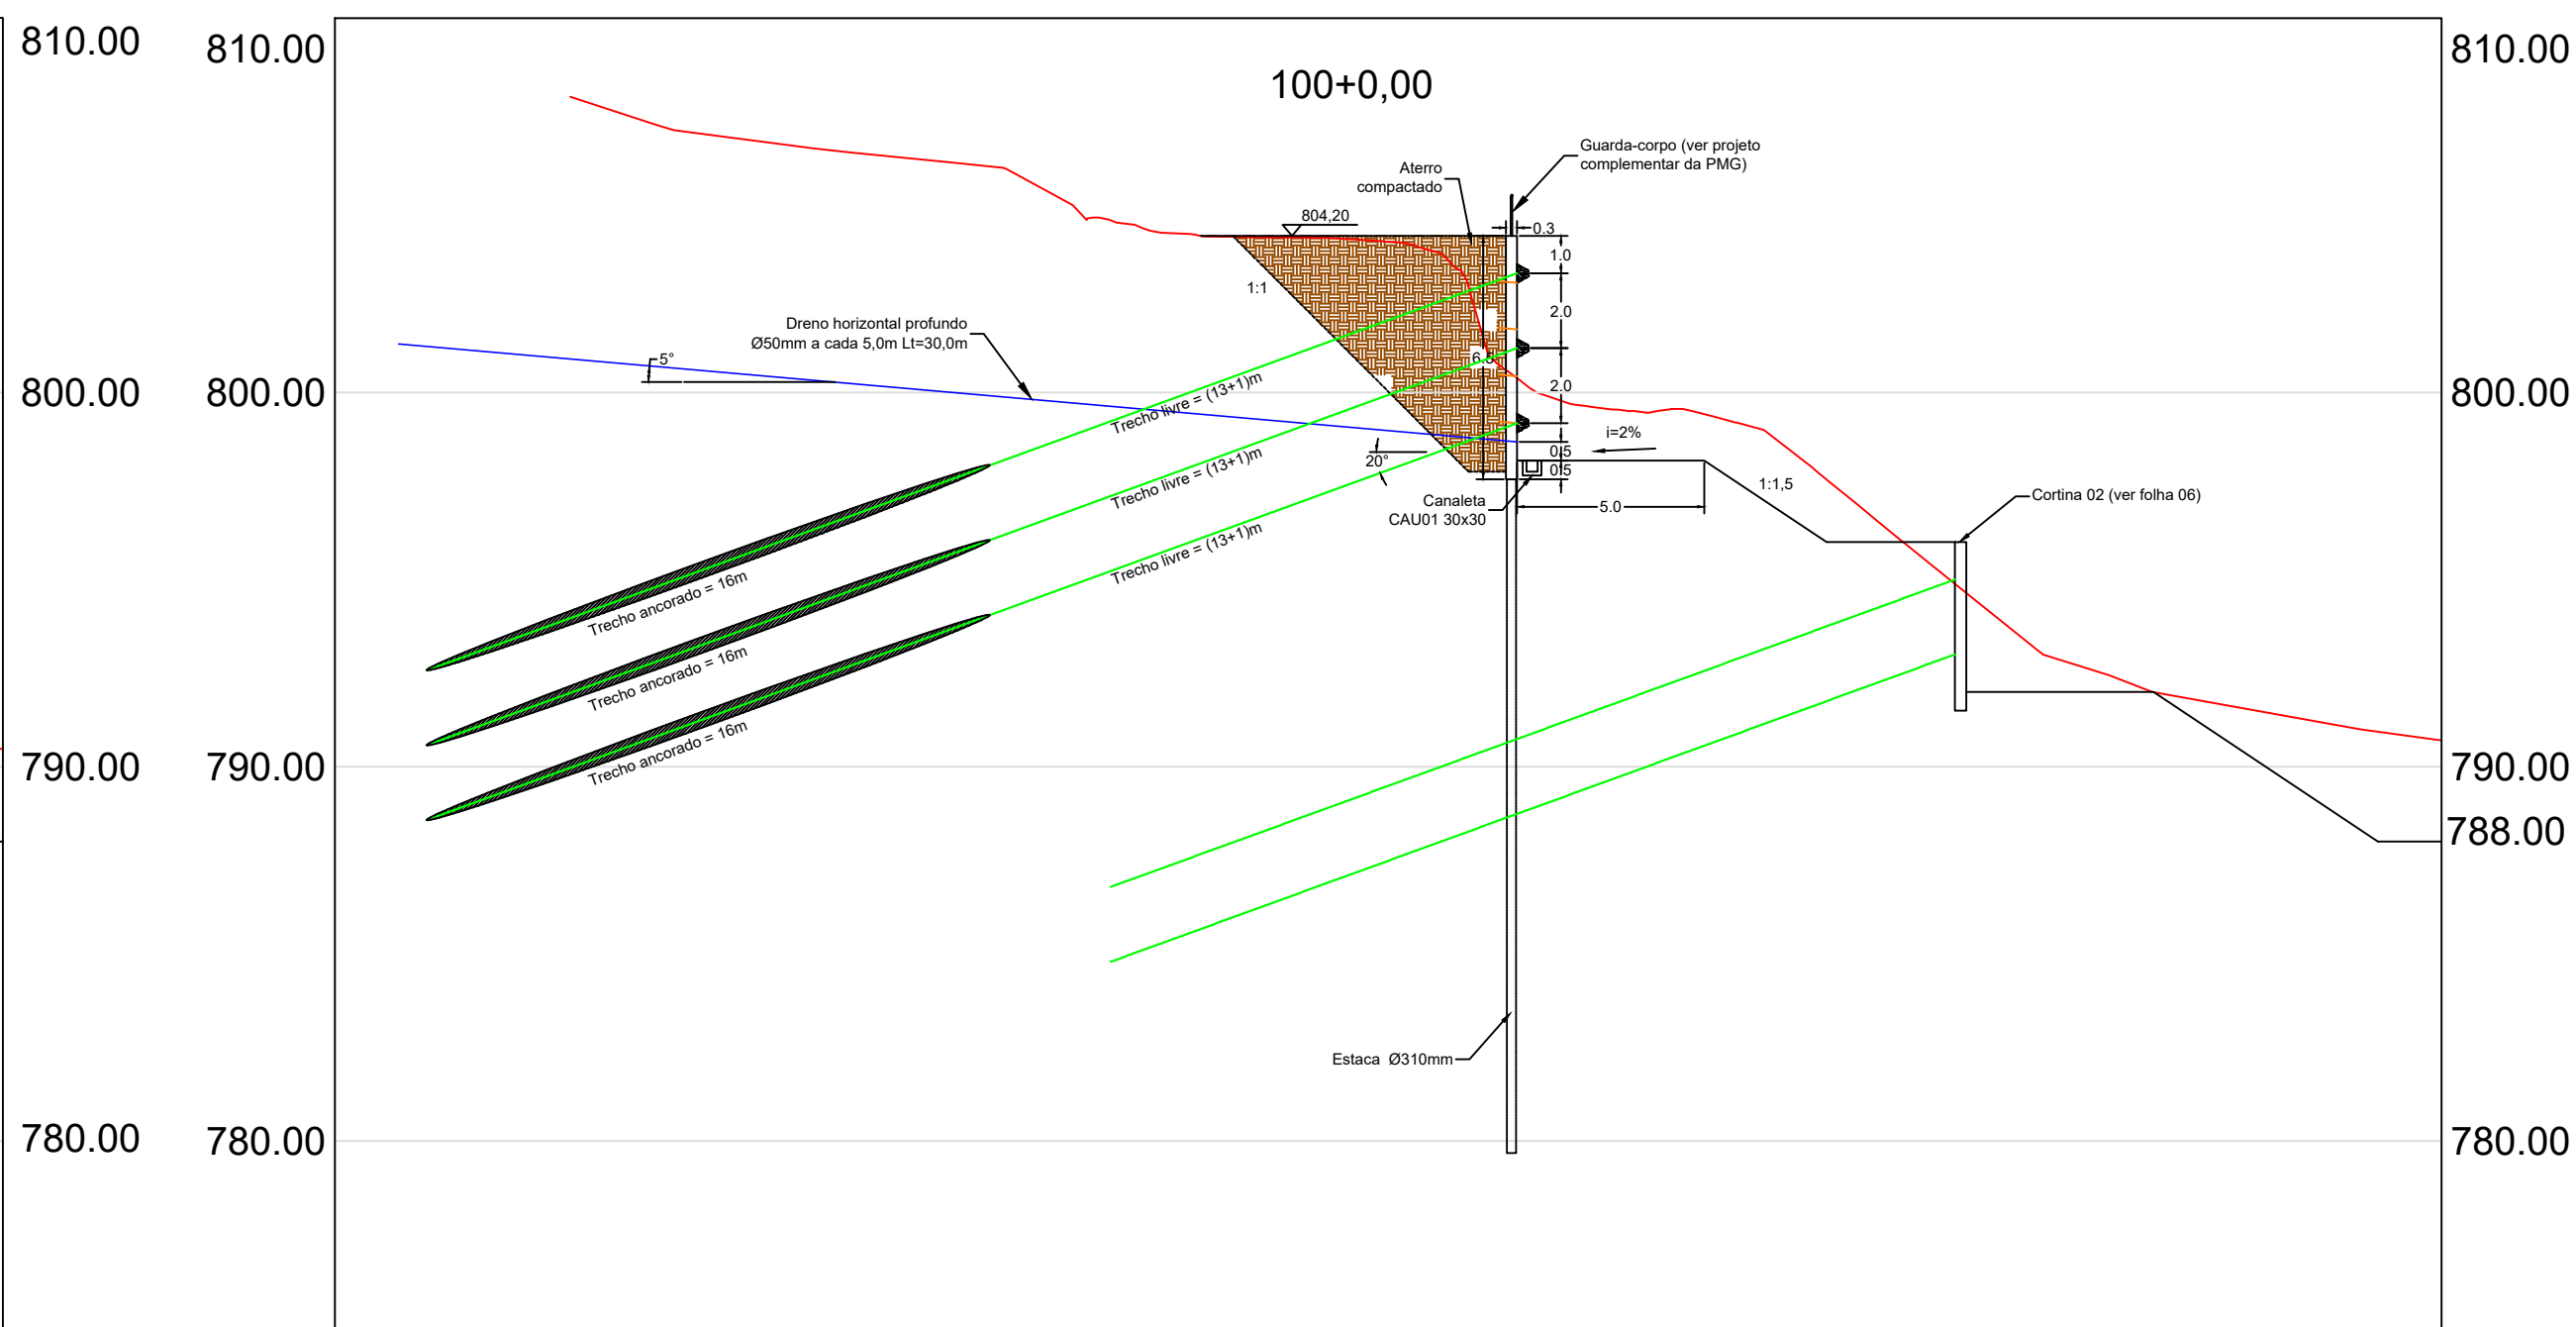 810.00
810.00
810.00
100+0,00
Guarda-corpo (ver projeto
complementar da PMG)
Aterro
compactado
804,20
0.3
1.0
1:1
2.0
Dreno horizontal profundo
Ø50mm a cada 5,0m Lt=30,0m
5°
2.0
800.00
800.00
800.00
Trecho livre = (13+1)m
i=2%
0.5
20°
0.5
Trecho livre = (13+1)m
1:1,5
Canaleta
CAU01 30x30
5.0
Cortina 02 (ver folha 06)
Trecho livre = (13+1)m
Trecho ancorado = 16m
Trecho ancorado = 16m
Trecho ancorado = 16m
790.00
790.00
790.00
788.00
Estaca Ø310mm
780.00
780.00
780.00